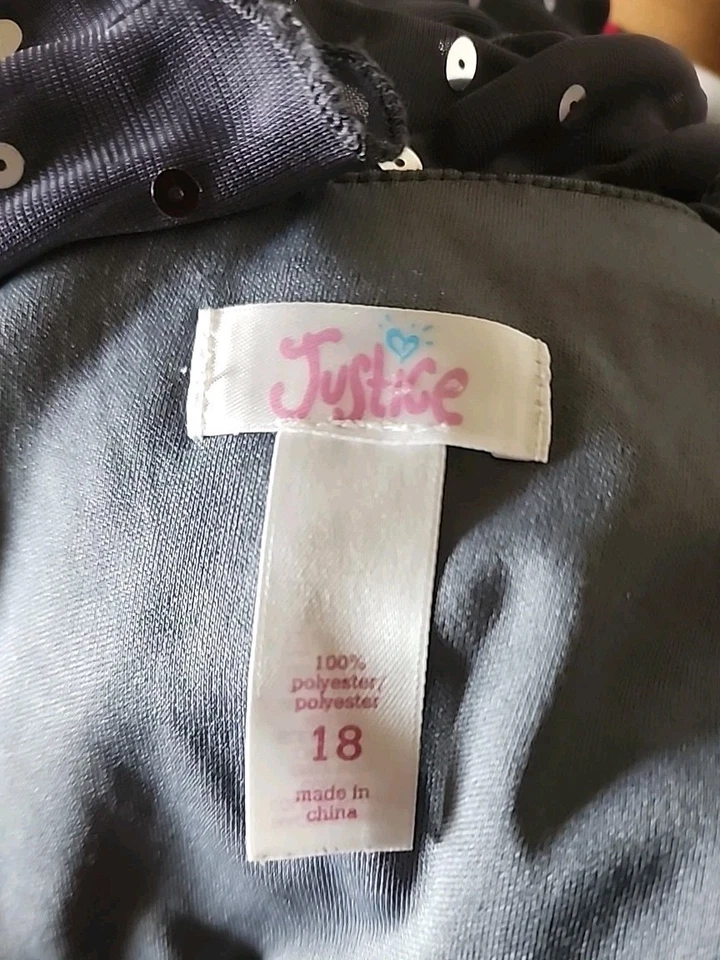 Justice
100%
polyester/
polyester
18
made in
china